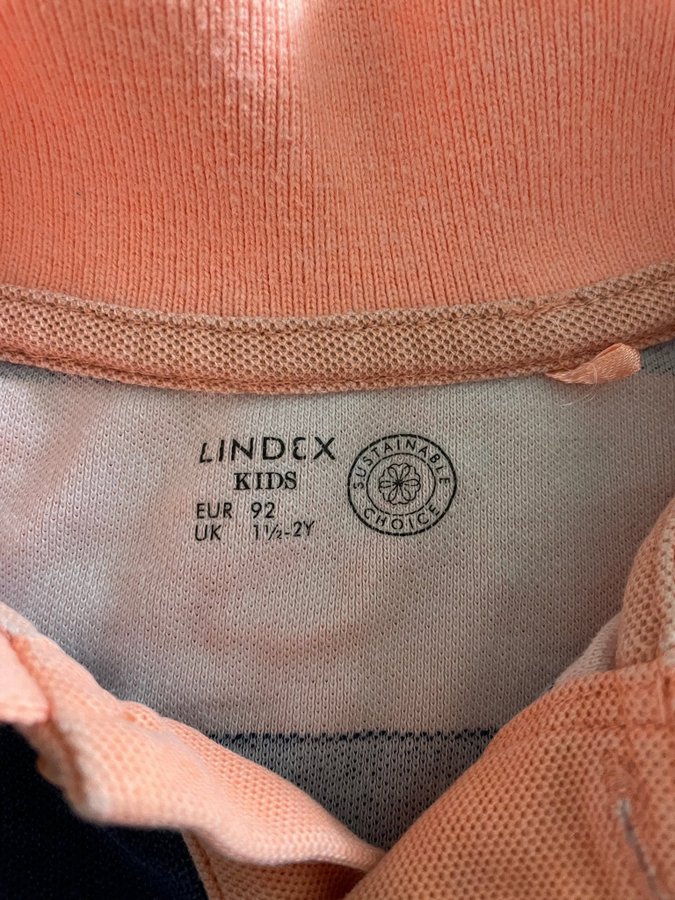 LINDEX
KIDS
EUR 92
UK 1½-2Y
SUSTAINABLE
CHOICE